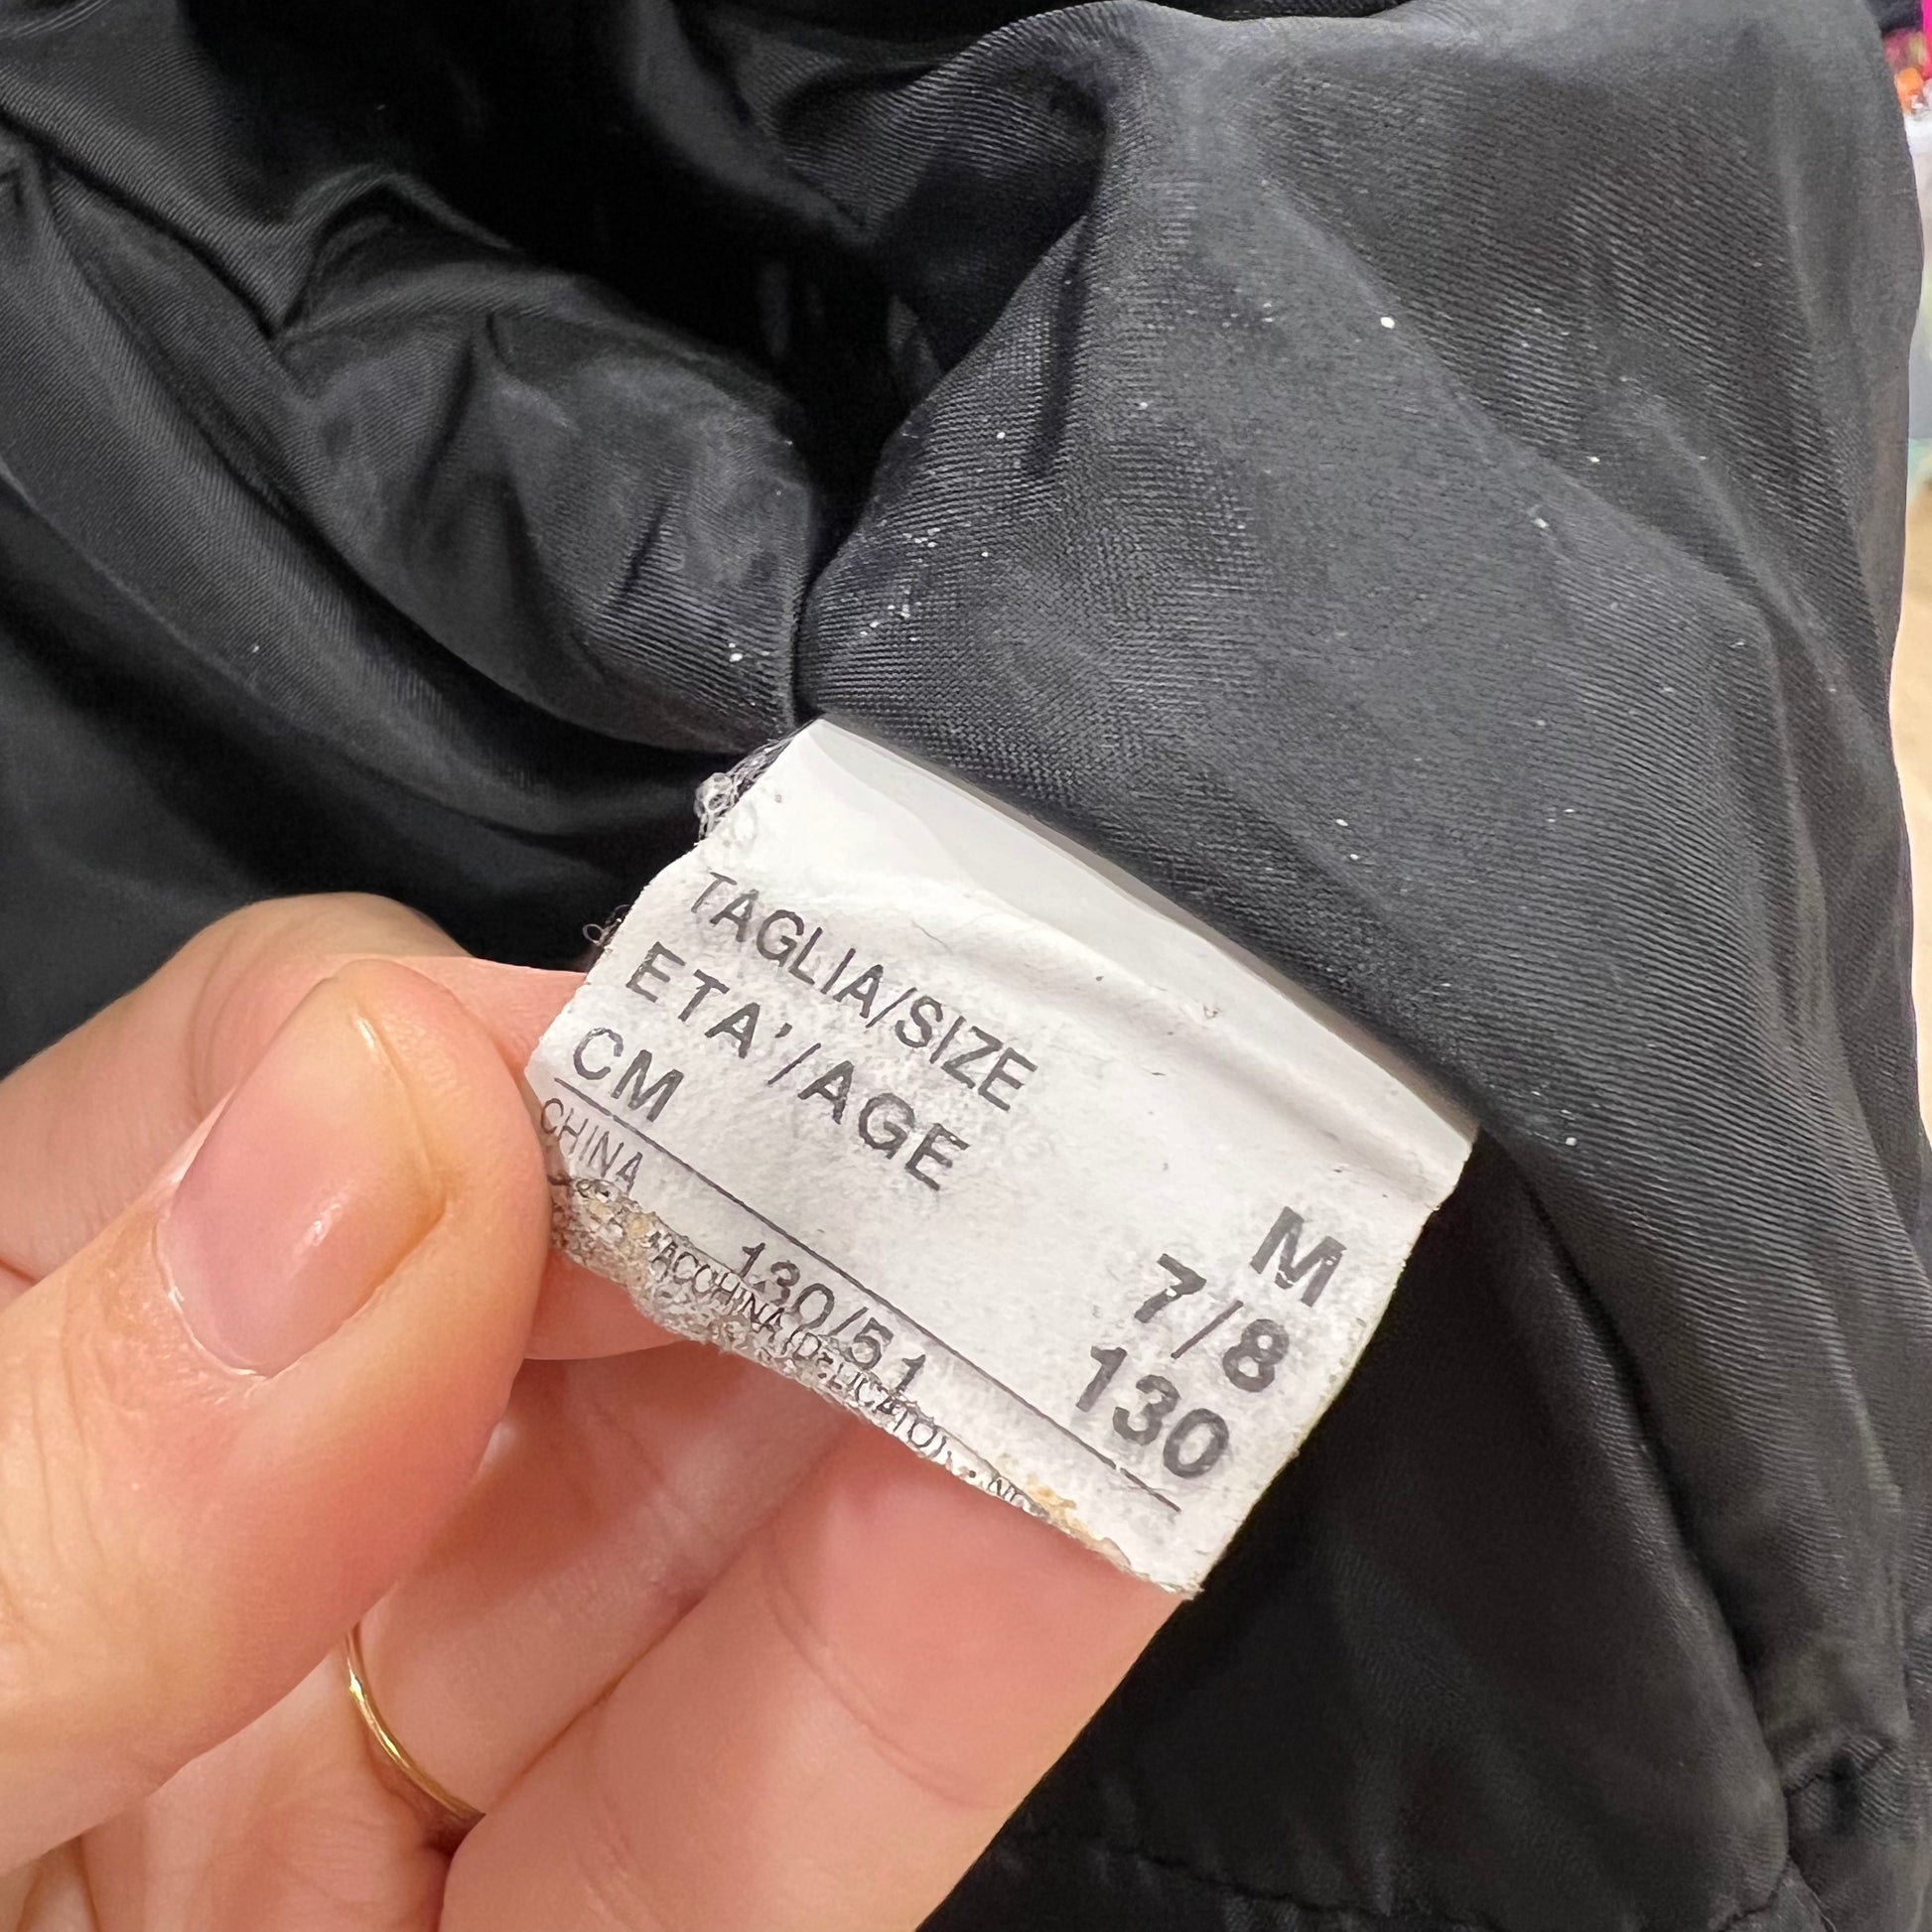 TAGLIA/SIZE M
ETA'/AGE 7/8
CM 130
CHINA 130/51